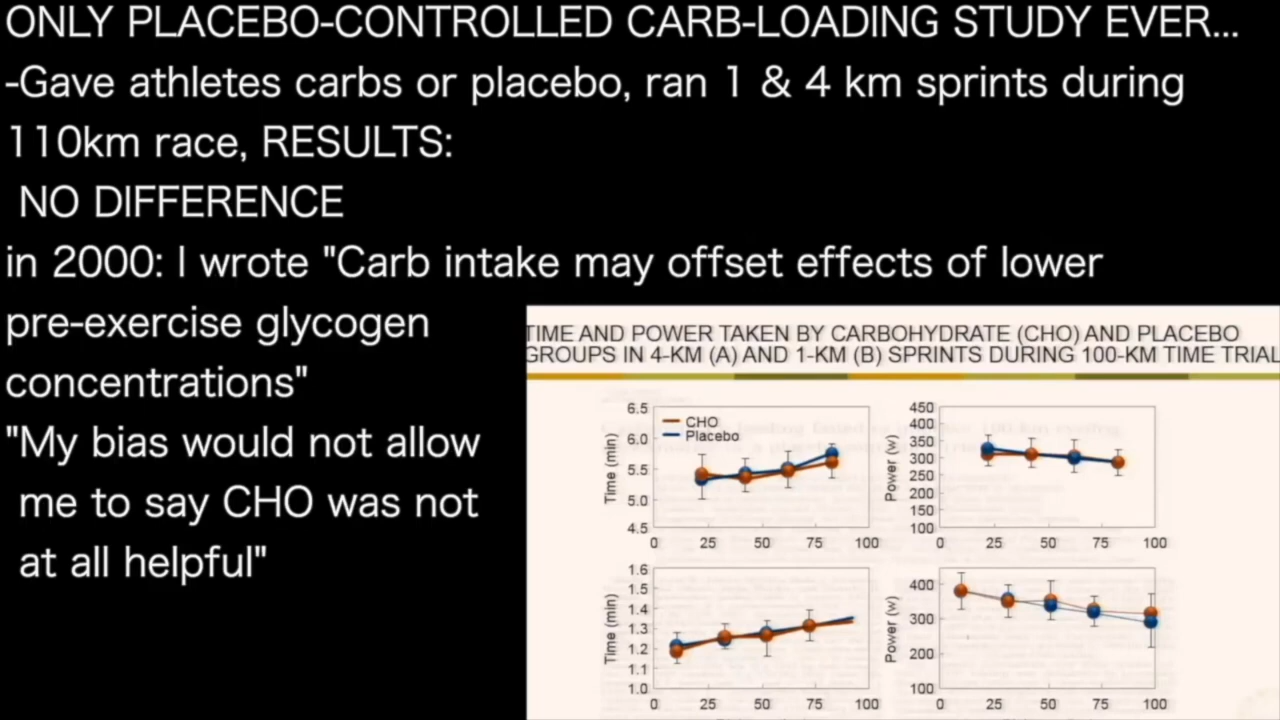 ONLY PLACEBO-CONTROLLED CARB-LOADING STUDY EVER...
-Gave athletes carbs or placebo, ran 1 & 4 km sprints during
110km race, RESULTS:
NO DIFFERENCE
in 2000: I wrote "Carb intake may offset effects of lower
pre-exercise glycogen
concentrations"
"My bias would not allow
me to say CHO was not
at all helpful"
TIME AND POWER TAKEN BY CARBOHYDRATE (CHO) AND PLACEBO
GROUPS IN 4-KM (A) AND 1-KM (B) SPRINTS DURING 100-KM TIME TRIAL
CHO
Placebo
Time (min)
6.5
6.0
5.5
5.0
4.5
0 25 50 75 100
Power (w)
450
400
350
300
250
200
150
100
0 25 50 75 100
Time (min)
1.6
1.5
1.4
1.3
1.2
1.1
1.0
0 25 50 75 100
Power (w)
400
300
200
100
0 25 50 75 100